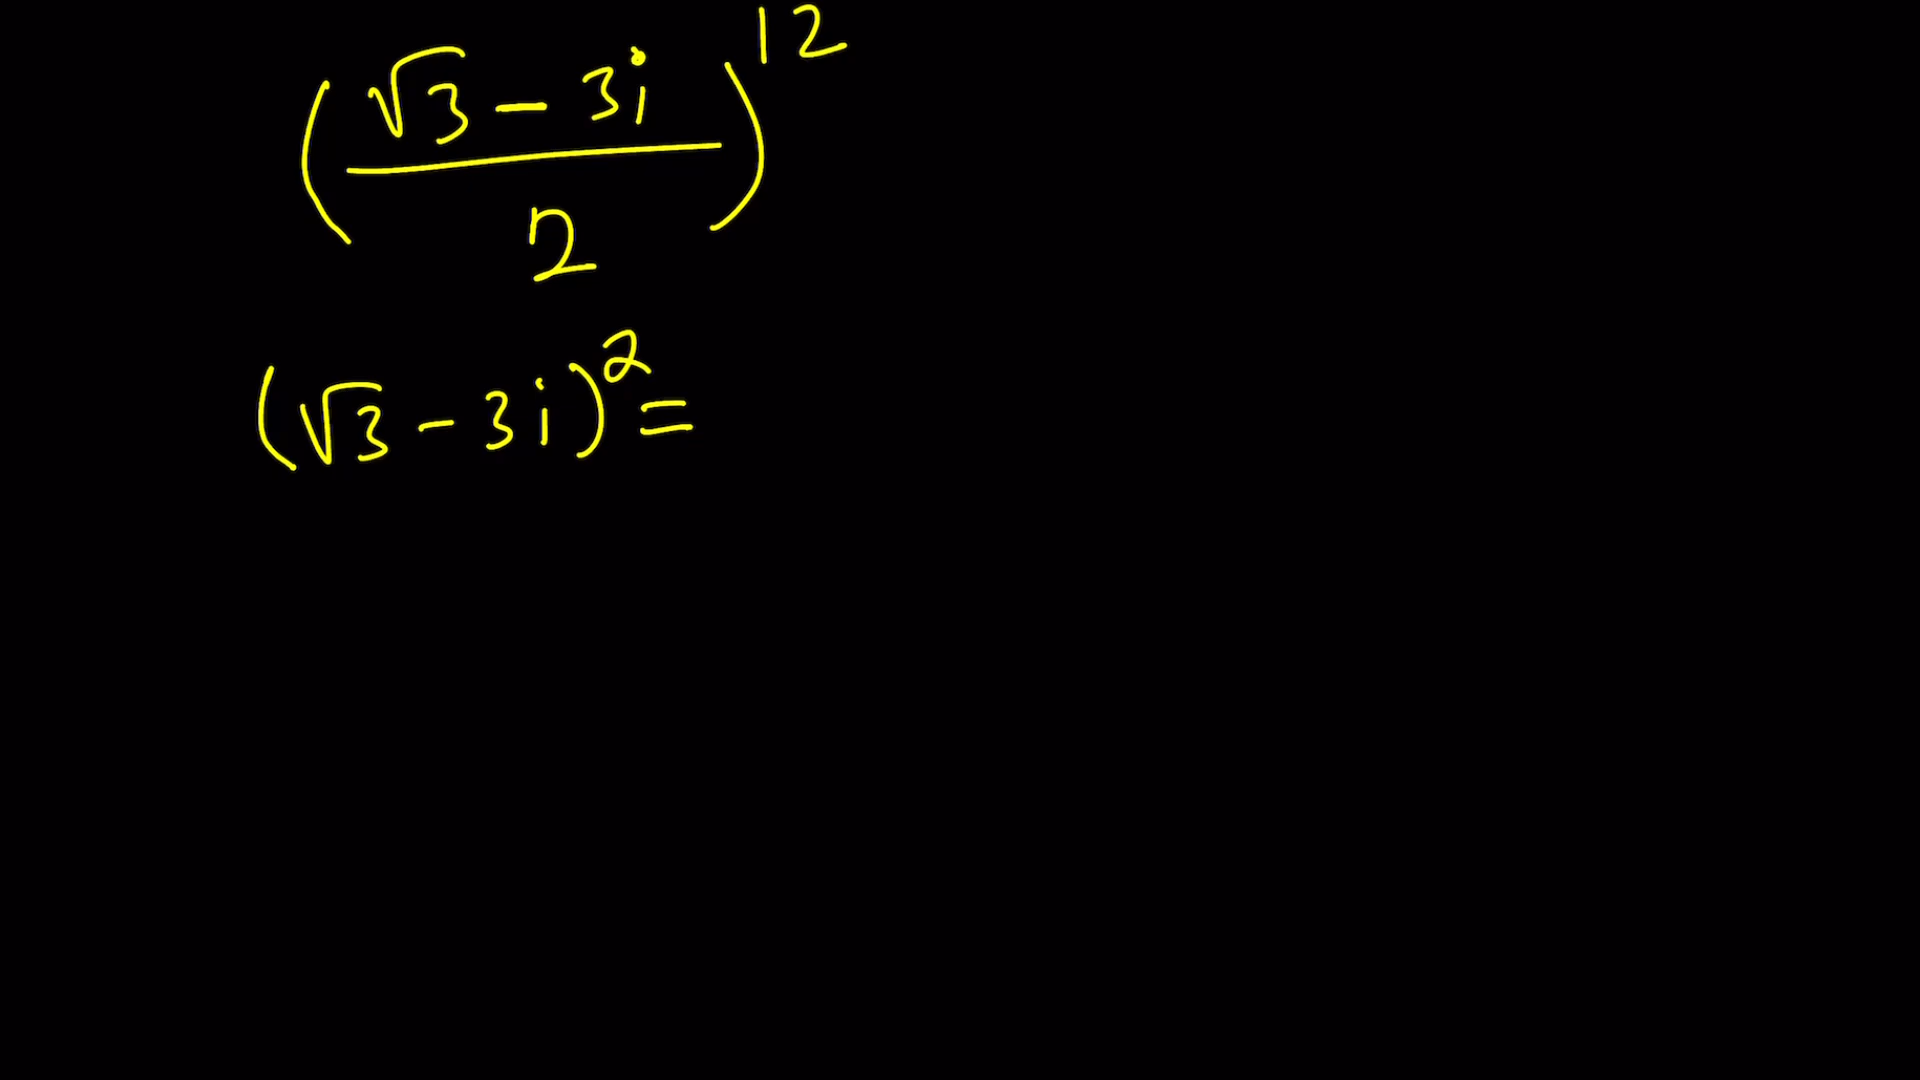 (√3 - 3i / 2)^12
(√3 - 3i)^2 =